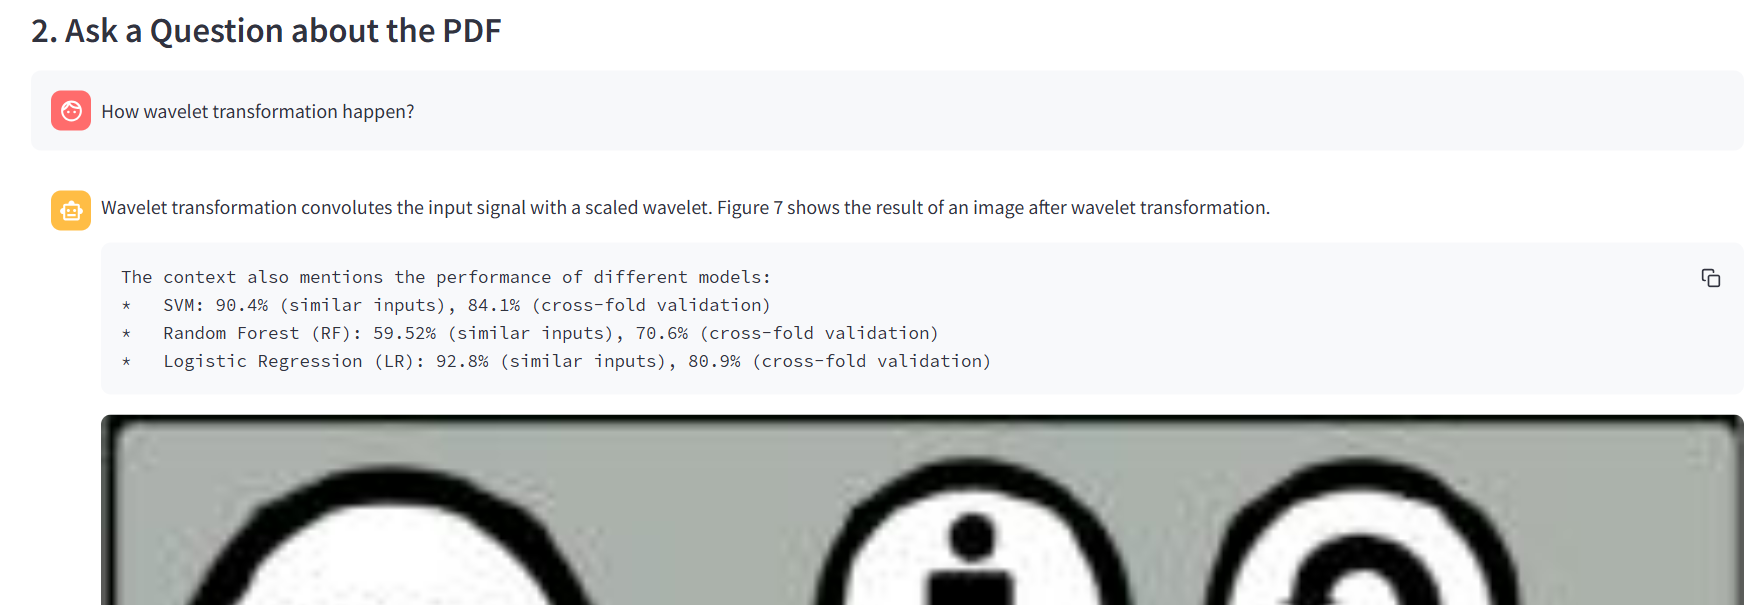 2. Ask a Question about the PDF
How wavelet transformation happen?
Wavelet transformation convolutes the input signal with a scaled wavelet. Figure 7 shows the result of an image after wavelet transformation.
The context also mentions the performance of different models:
*   SVM: 90.4% (similar inputs), 84.1% (cross-fold validation)
*   Random Forest (RF): 59.52% (similar inputs), 70.6% (cross-fold validation)
*   Logistic Regression (LR): 92.8% (similar inputs), 80.9% (cross-fold validation)